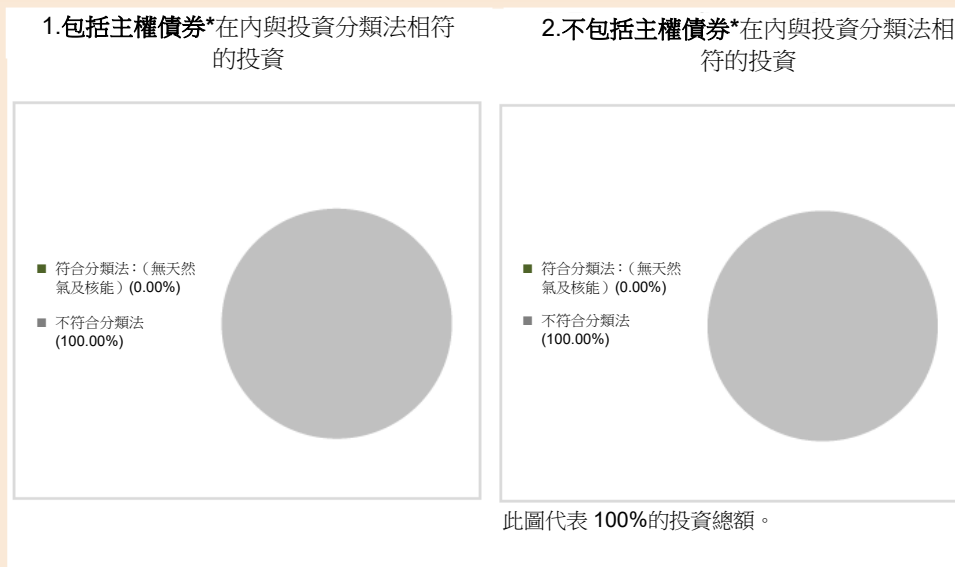 1.包括主權債券*在內與投資分類法相符
的投資
符合分類法：（無天然
氣及核能）(0.00%)
不符合分類法
(100.00%)
2.不包括主權債券*在內與投資分類法相
符的投資
符合分類法：（無天然
氣及核能）(0.00%)
不符合分類法
(100.00%)
此圖代表 100%的投資總額。